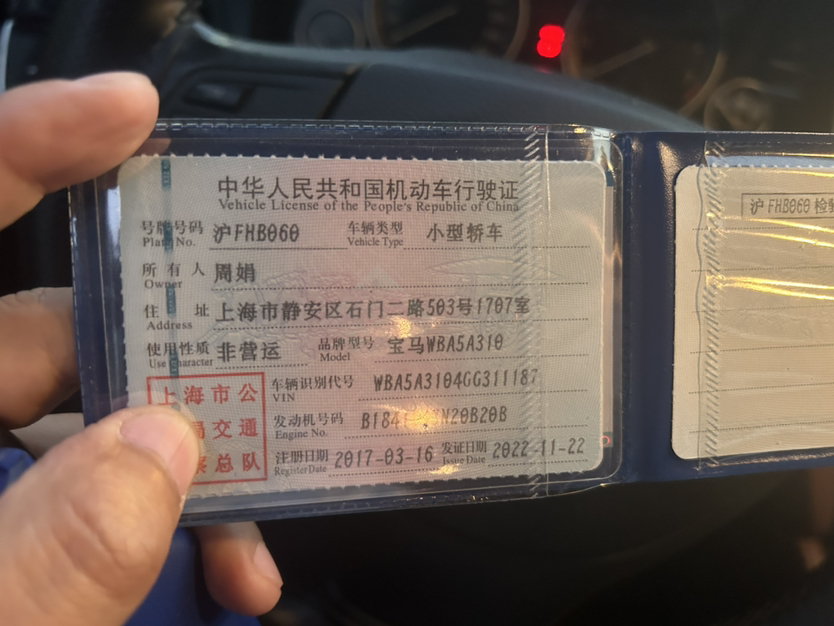 中华人民共和国机动车行驶证
Vehicle License of the People's Republic of China
号牌号码 沪FHB060 车辆类型 小型轿车
Plate No. Vehicle Type
所有人 周娟
Owner
住址 上海市静安区石门二路503号1707室
Address
使用性质 非营运 品牌型号 宝马WBA5A310
Use Character Model
车辆识别代号 WBA5A3104GG311187
VIN
发动机号码 N20B20B
Engine No.
注册日期 2017-03-16 发证日期 2022-11-22
Register Date Issue Date
上海市公
局交通
总队
沪FHB060 检验
8